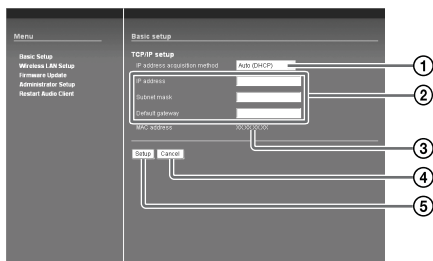 Menu
Basic Setup
Wireless LAN Setup
Firmware Update
Administrator Setup
Restart Audio Client
Basic setup
TCP/IP setup
IP address acquisition method
Auto (DHCP)
IP address
Subnet mask
Default gateway
MAC address
XX:XX:XX:XX
Setup
Cancel
1
2
3
4
5